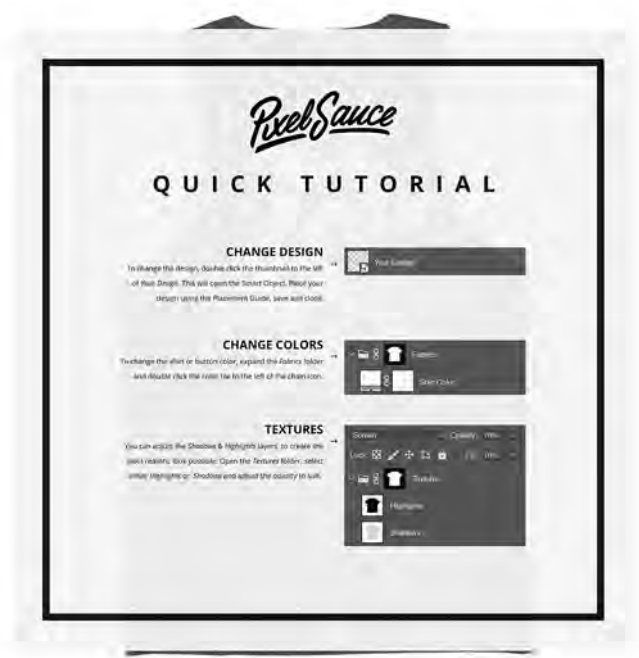 PixelSauce
QUICK TUTORIAL
CHANGE DESIGN
To change the design, double click the thumbnail to the left
of Your Design. This will open the Smart Object. Place your
design using the Placement Guide, save and close.
Your Design
CHANGE COLORS
To change the shirt or button color, expand the Fabrics folder
and double click the color tile to the left of the chain icon.
Fabrics
Shirt Color
TEXTURES
You can adjust the Shadows & Highlights layers, to create the
most realistic look possible. Open the Textures folder, select
either Highlights or Shadow and adjust the opacity to suit.
Screen Opacity:
Lock:
Textures
Highlights
Shadows